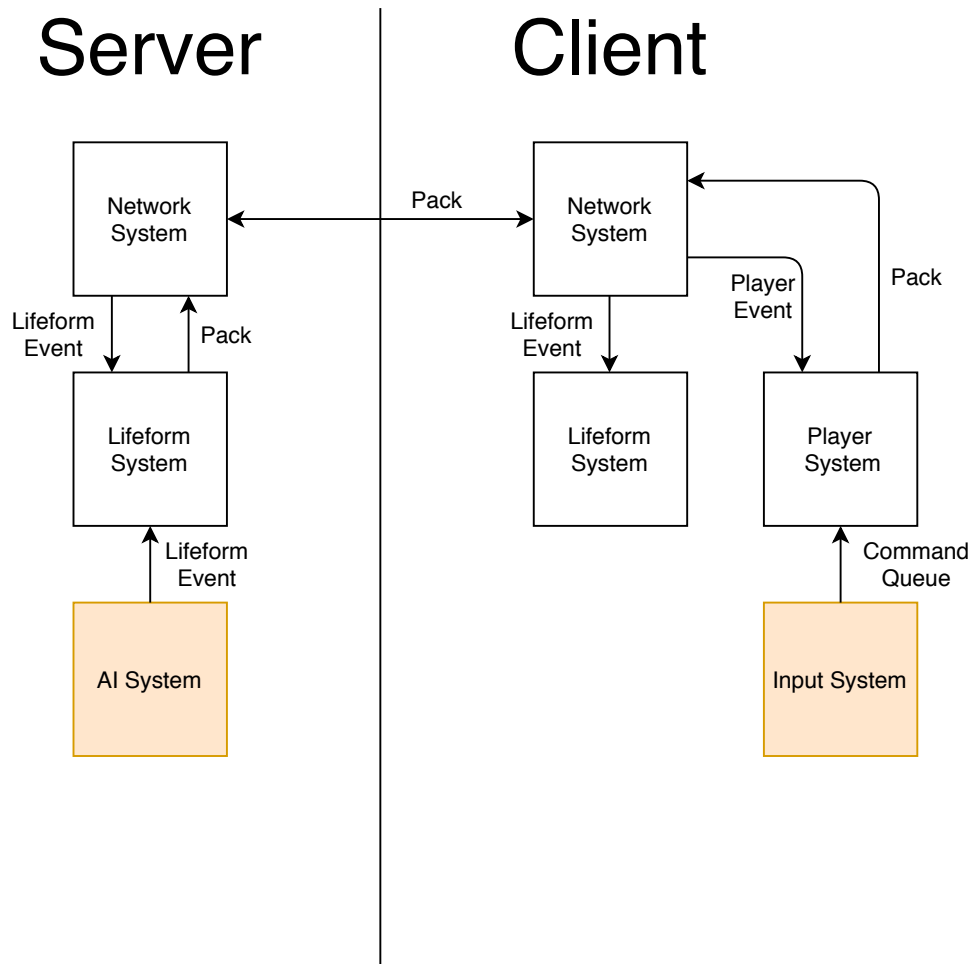 Server
Client
Network
System
Pack
Network
System
Lifeform
Event
Pack
Lifeform
Event
Player
Event
Pack
Lifeform
System
Lifeform
System
Player
System
Lifeform
Event
Command
Queue
AI System
Input System